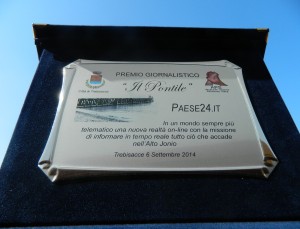 PREMIO GIORNALISTICO
"Il Pontile"
PAESE24.IT
In un mondo sempre più
telematico una nuova realtà on-line con la missione
di informare in tempo reale tutto ciò che accade
nell'Alto Jonio
Trebisacce 6 Settembre 2014